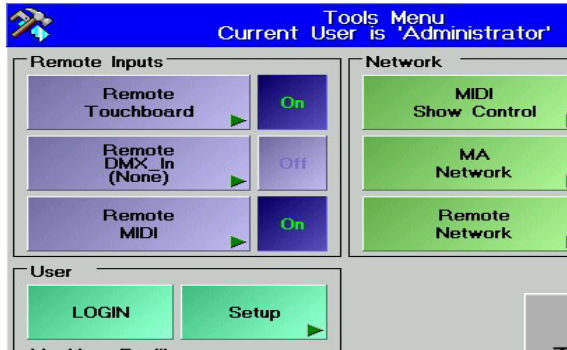 Tools Menu
Current User is 'Administrator'
Remote Inputs
Network
Remote
Touchboard
On
MIDI
Show Control
Remote
DMX_In
(None)
Off
MA
Network
Remote
MIDI
On
Remote
Network
User
LOGIN
Setup